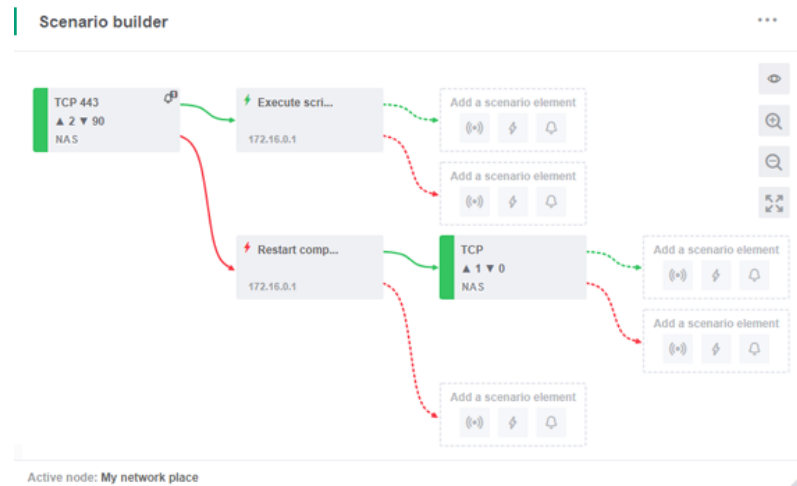 Scenario builder
TCP 443
▲ 2 ▼ 90
NAS
Execute scri...
172.16.0.1
Add a scenario element
Add a scenario element
Restart comp...
172.16.0.1
TCP
▲ 1 ▼ 0
NAS
Add a scenario element
Add a scenario element
Add a scenario element
Active node: My network place